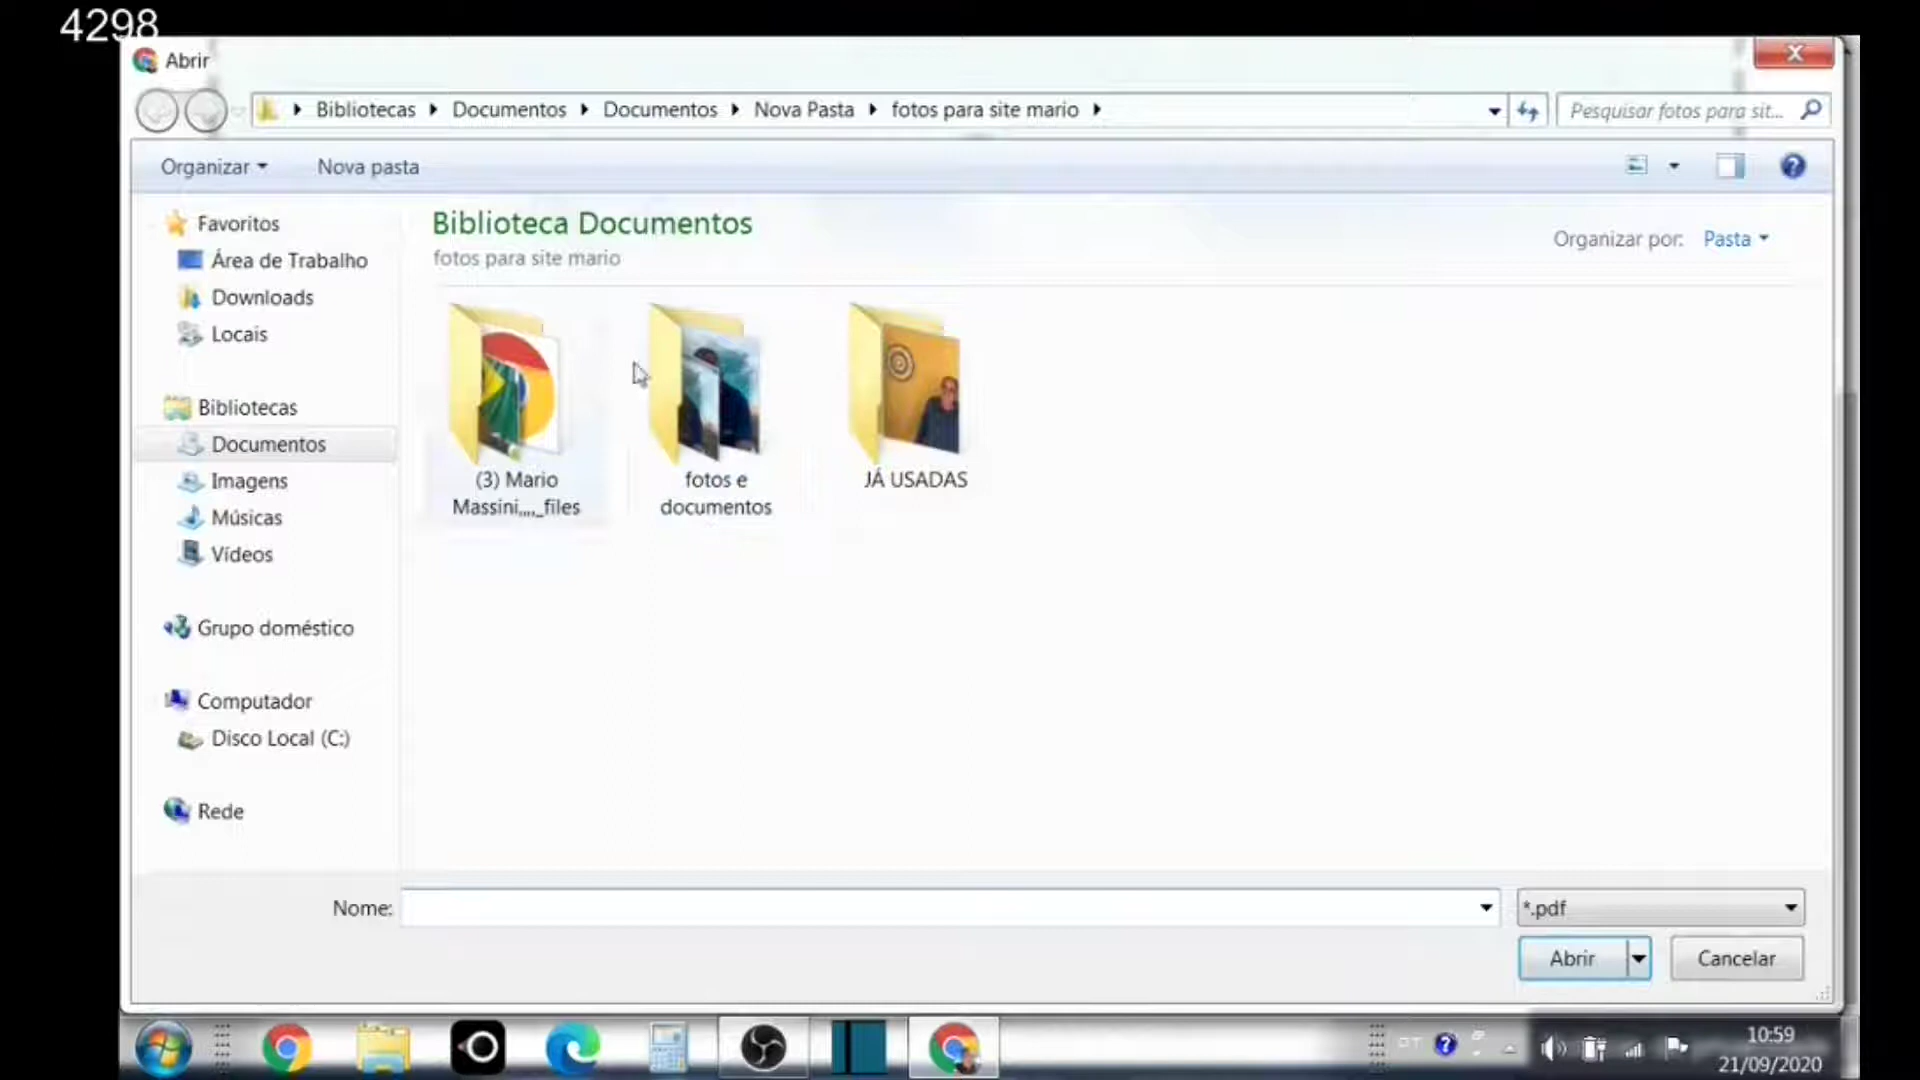 4298
Abrir
Bibliotecas Documentos Documentos Nova Pasta fotos para site mario
Pesquisar fotos para sit...
Organizar Nova pasta
Favoritos
Área de Trabalho
Downloads
Locais
Bibliotecas
Documentos
Imagens
Músicas
Vídeos
Grupo doméstico
Computador
Disco Local (C:)
Rede
Biblioteca Documentos
fotos para site mario
Organizar por: Pasta
(3) Mario
Massini,,,,_files
fotos e
documentos
JÁ USADAS
Nome:
*.pdf
Abrir
Cancelar
10:59
21/09/2020